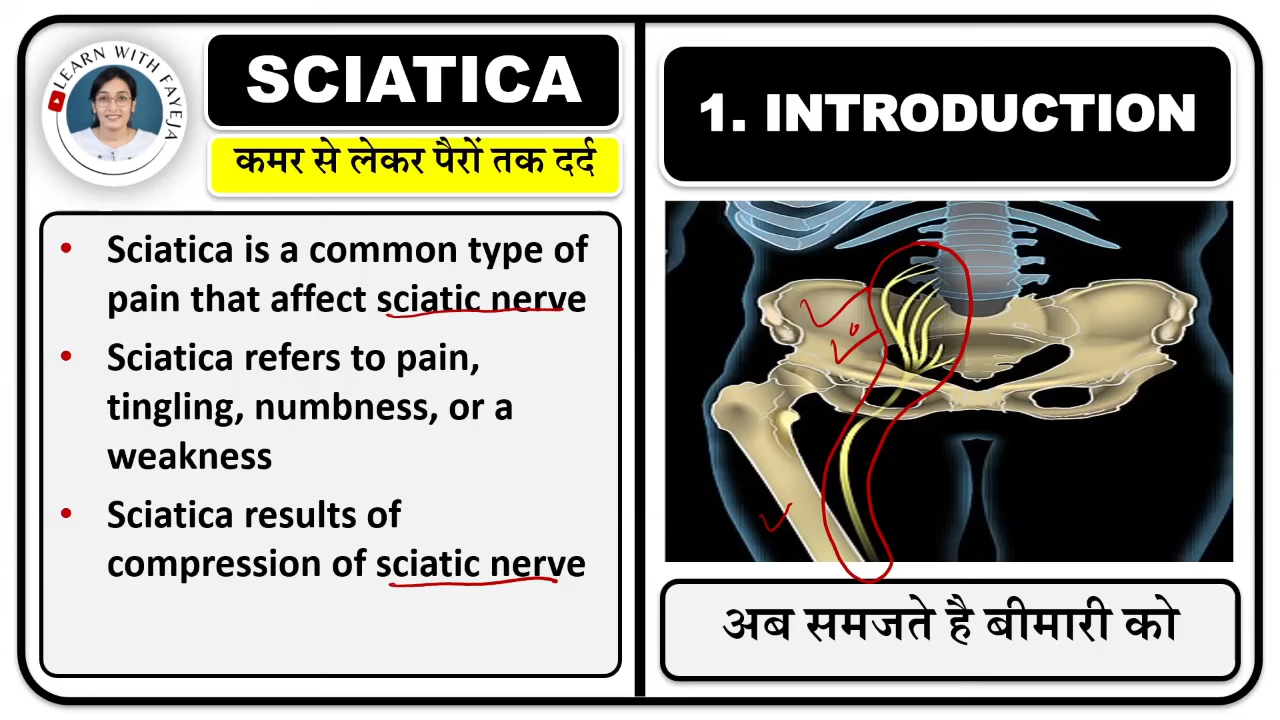 LEARN WITH FAYEJA
SCIATICA
कमर से लेकर पैरों तक दर्द
• Sciatica is a common type of
pain that affect sciatic nerve
• Sciatica refers to pain,
tingling, numbness, or a
weakness
• Sciatica results of
compression of sciatic nerve
1. INTRODUCTION
अब समजते है बीमारी को